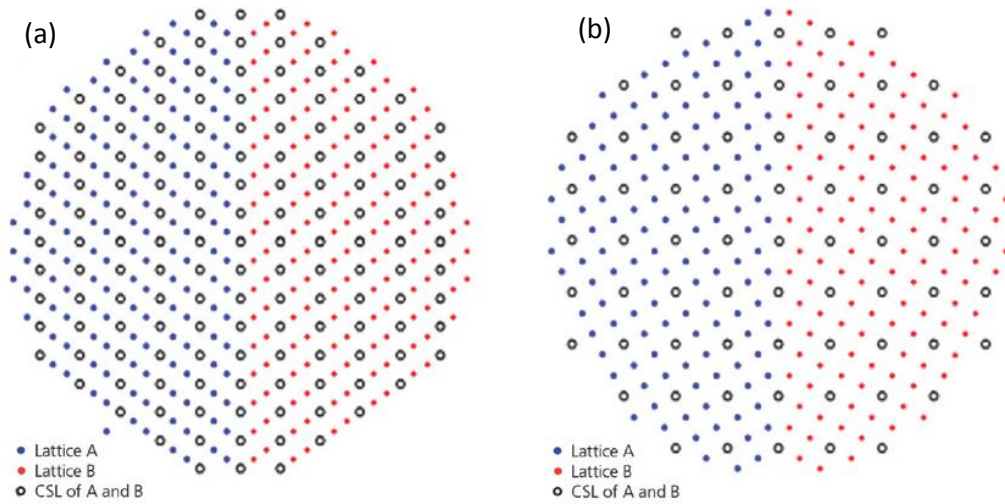 (a)
Lattice A
Lattice B
CSL of A and B
(b)
Lattice A
Lattice B
CSL of A and B